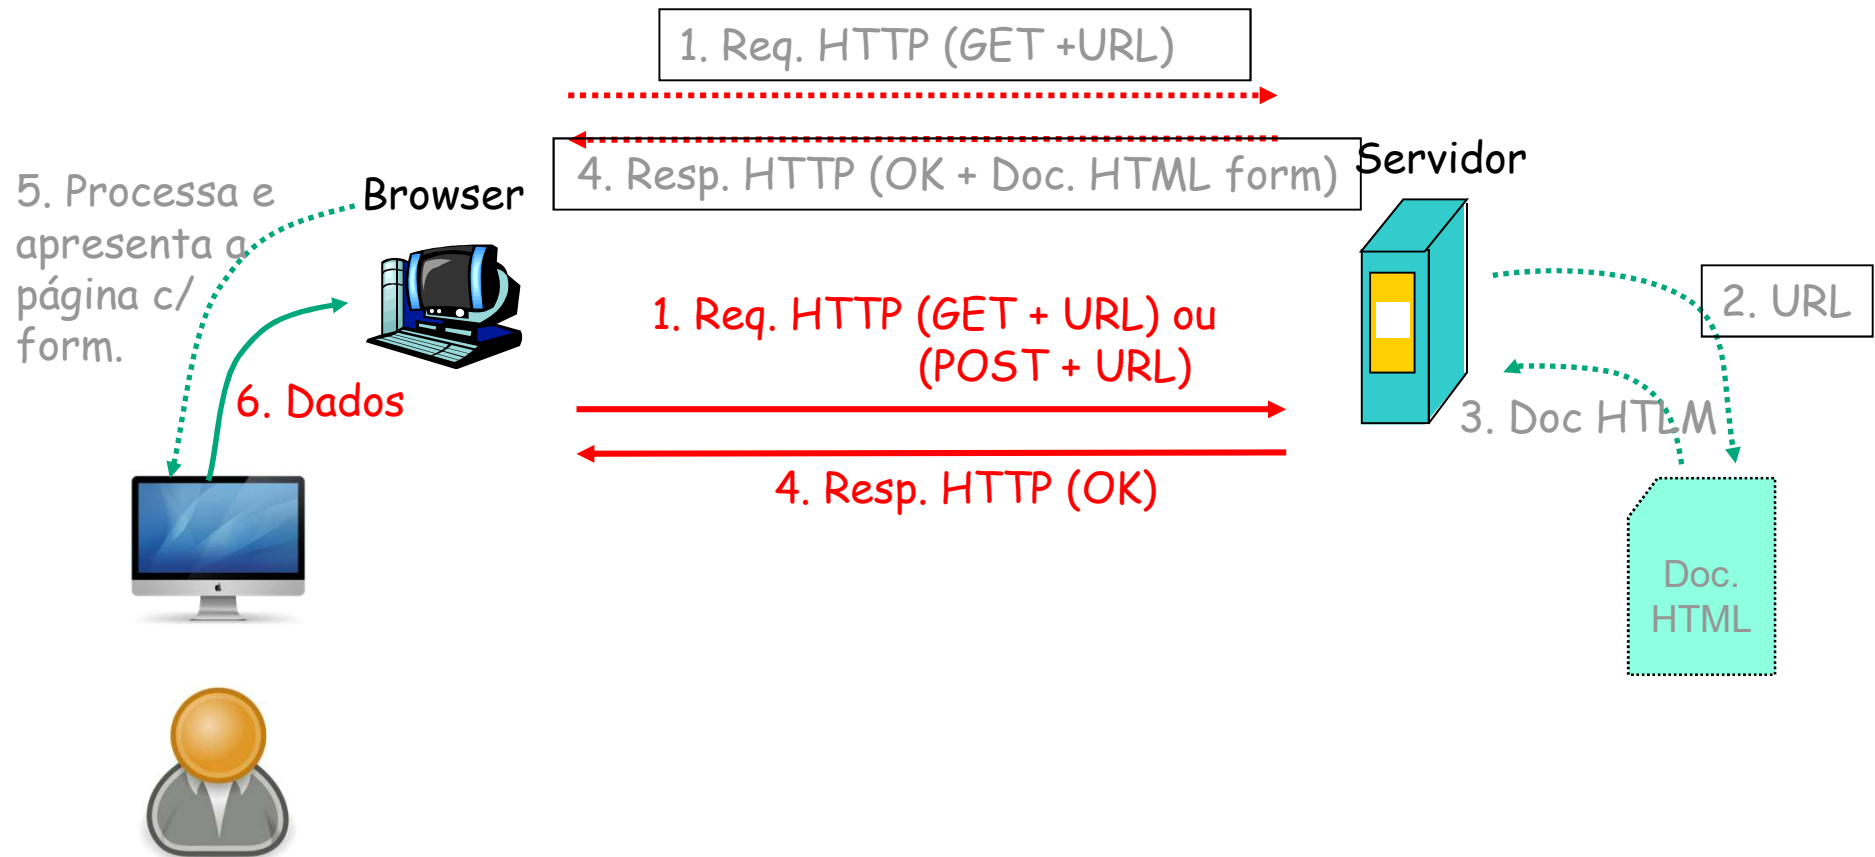 1. Req. HTTP (GET +URL)
4. Resp. HTTP (OK + Doc. HTML form)
Servidor
5. Processa e
apresenta a
página c/
form.
Browser
1. Req. HTTP (GET + URL) ou
(POST + URL)
2. URL
6. Dados
3. Doc HTLM
4. Resp. HTTP (OK)
Doc.
HTML